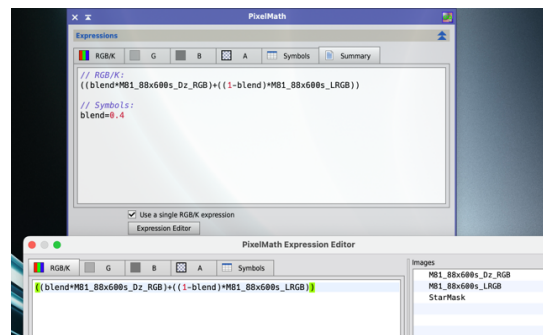 PixelMath
Expressions
RGB/K G B A Symbols Summary
// RGB/K:
((blend*M81_88x600s_Dz_RGB)+((1-blend)*M81_88x600s_LRGB))
// Symbols:
blend=0.4
Use a single RGB/K expression
Expression Editor
PixelMath Expression Editor
RGB/K G B A Symbols
Images
((blend*M81_88x600s_Dz_RGB)+((1-blend)*M81_88x600s_LRGB))
M81_88x600s_Dz_RGB
M81_88x600s_LRGB
StarMask